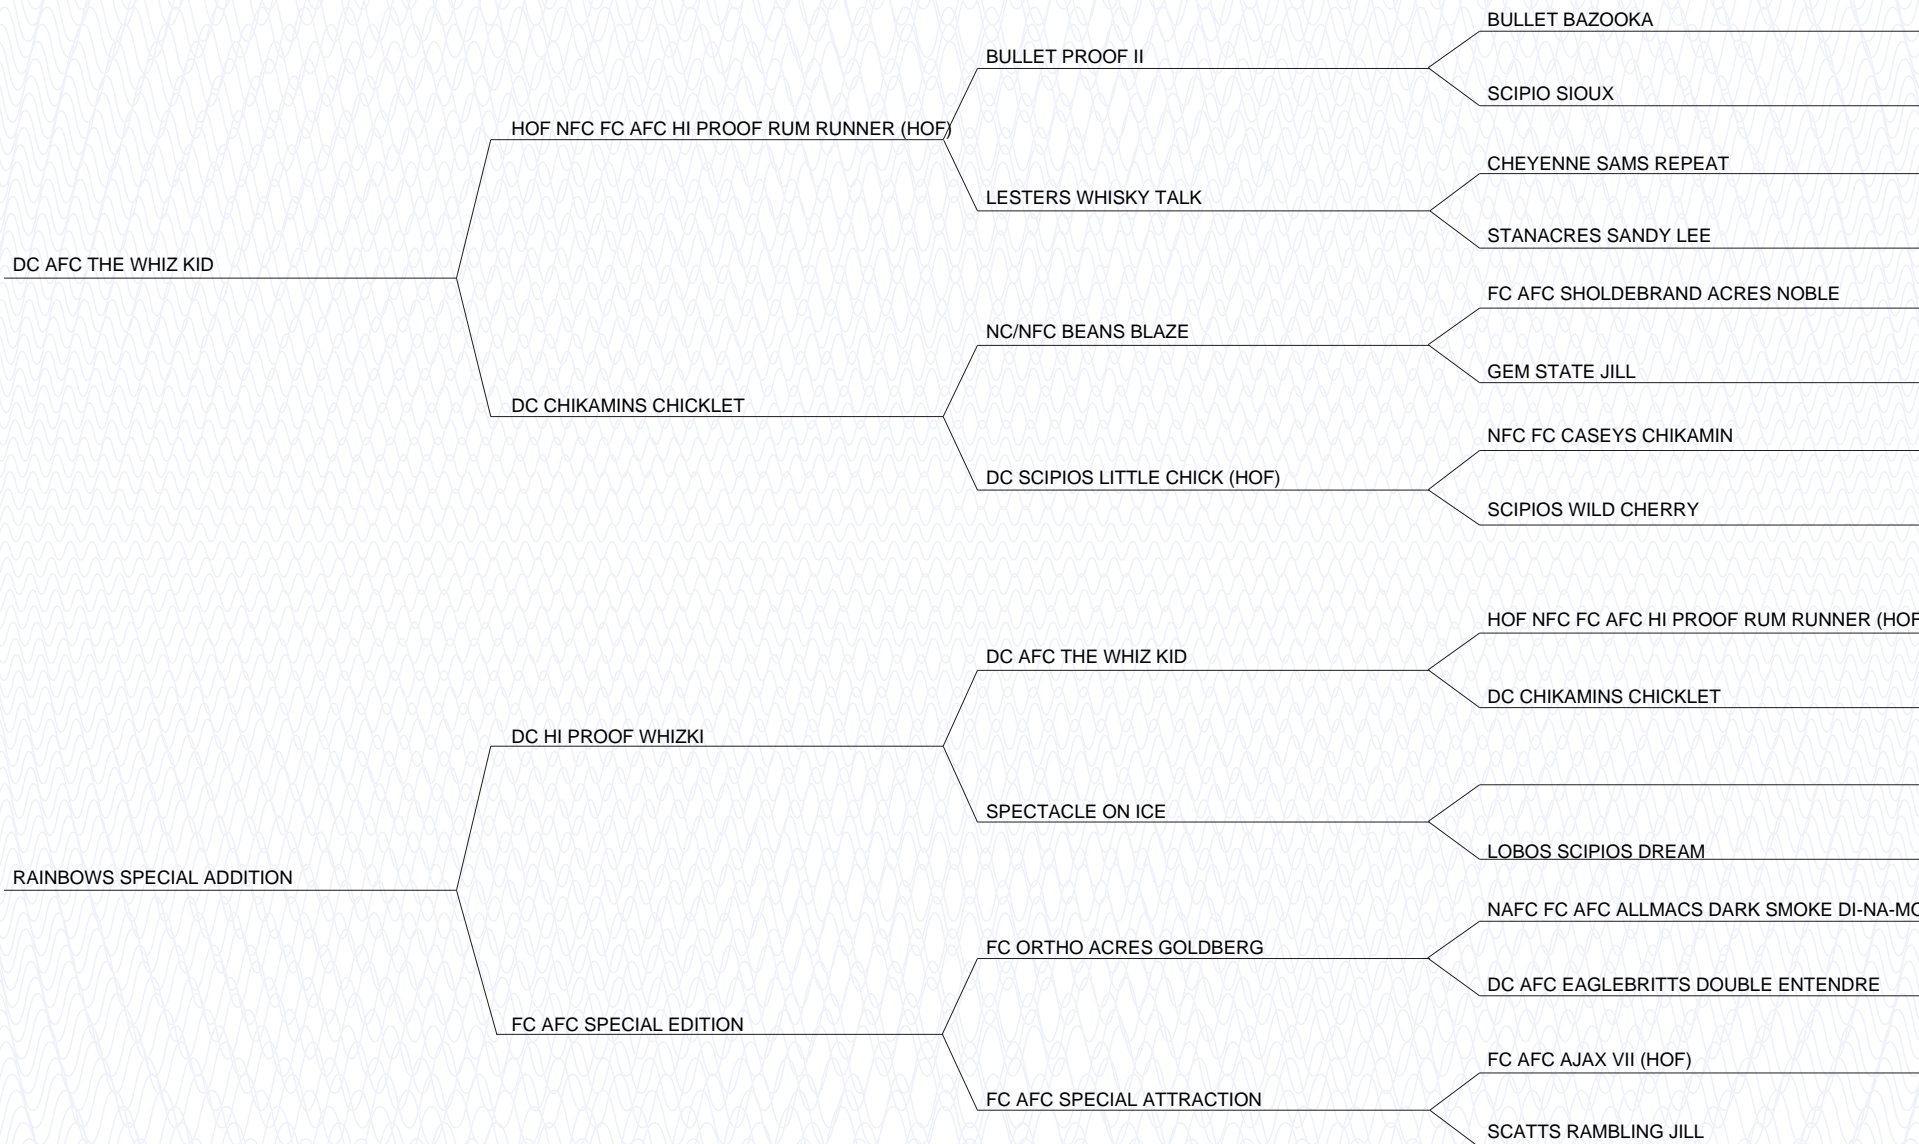 BULLET BAZOOKA
BULLET PROOF II
SCIPIO SIOUX
HOF NFC FC AFC HI PROOF RUM RUNNER (HOF)
CHEYENNE SAMS REPEAT
LESTERS WHISKY TALK
STANACRES SANDY LEE
DC AFC THE WHIZ KID
FC AFC SHOLDEBRAND ACRES NOBLE
NC/NFC BEANS BLAZE
GEM STATE JILL
DC CHIKAMINS CHICKLET
NFC FC CASEYS CHIKAMIN
DC SCIPIOS LITTLE CHICK (HOF)
SCIPIOS WILD CHERRY
HOF NFC FC AFC HI PROOF RUM RUNNER (HOF
DC AFC THE WHIZ KID
DC CHIKAMINS CHICKLET
DC HI PROOF WHIZKI
SPECTACLE ON ICE
LOBOS SCIPIOS DREAM
RAINBOWS SPECIAL ADDITION
NAFC FC AFC ALLMACS DARK SMOKE DI-NA-MO
FC ORTHO ACRES GOLDBERG
DC AFC EAGLEBRITTS DOUBLE ENTENDRE
FC AFC SPECIAL EDITION
FC AFC AJAX VII (HOF)
FC AFC SPECIAL ATTRACTION
SCATTS RAMBLING JILL